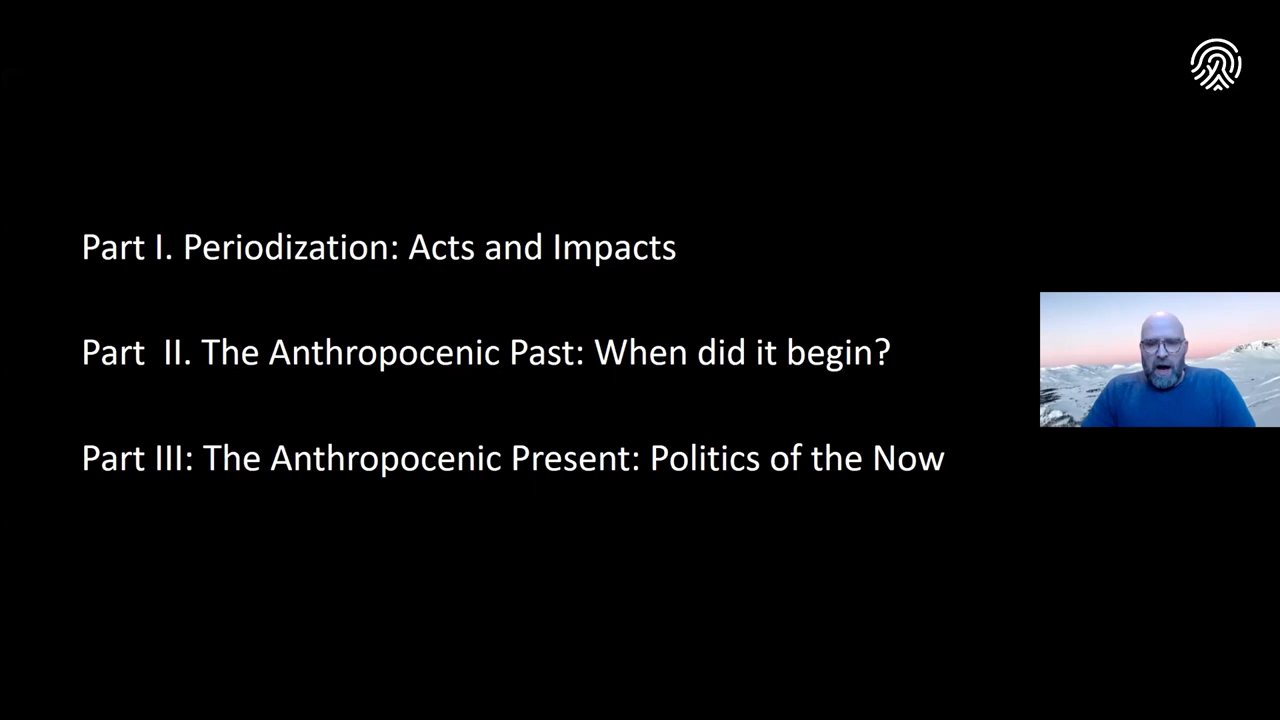 Part I. Periodization: Acts and Impacts
Part  II. The Anthropocenic Past: When did it begin?
Part III: The Anthropocenic Present: Politics of the Now